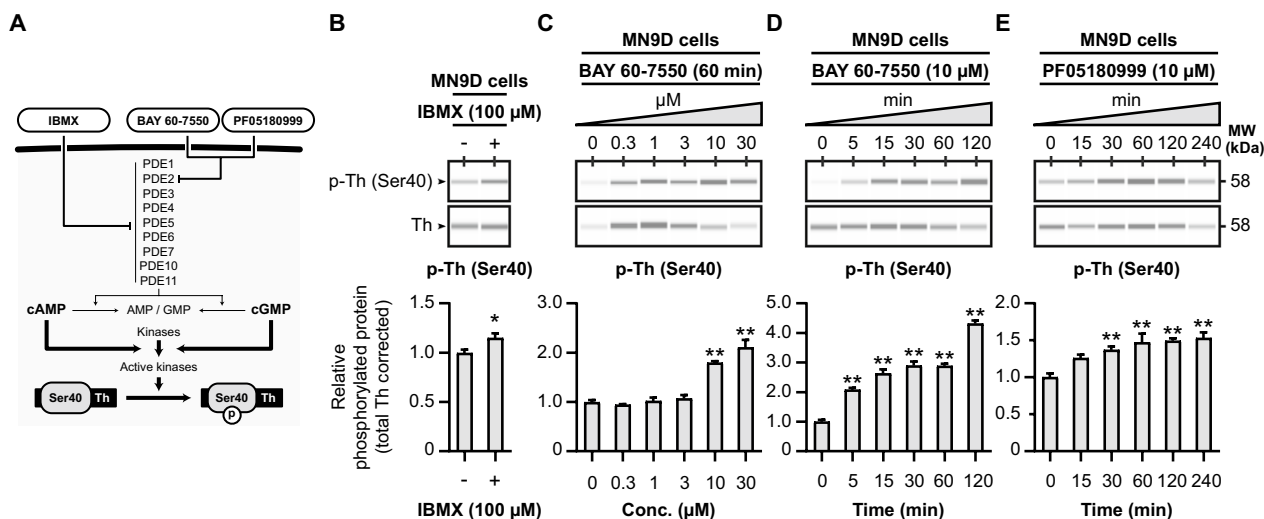 A
IBMX
BAY 60-7550
PF05180999
PDE1
PDE2
PDE3
PDE4
PDE5
PDE6
PDE7
PDE10
PDE11
cAMP
AMP / GMP
cGMP
Kinases
Active kinases
Ser40 Th
Ser40 Th
P
B
MN9D cells
IBMX (100 µM)
- +
p-Th (Ser40)
Th
p-Th (Ser40)
Relative
phosphorylated protein
(total Th corrected)
1.5
1.0
0.5
0
*
- +
IBMX (100 µM)
C
MN9D cells
BAY 60-7550 (60 min)
µM
0 0.3 1 3 10 30
p-Th (Ser40)
3.0
2.0
1.0
0
** **
0 0.3 1 3 10 30
Conc. (µM)
D
MN9D cells
BAY 60-7550 (10 µM)
min
0 5 15 30 60 120
p-Th (Ser40)
5.0
4.0
3.0
2.0
1.0
0
** ** ** ** **
0 5 15 30 60 120
Time (min)
E
MN9D cells
PF05180999 (10 µM)
min
0 15 30 60 120 240
MW
(kDa)
58
58
p-Th (Ser40)
2.0
1.5
1.0
0.5
0
** ** ** **
0 15 30 60 120 240
Time (min)